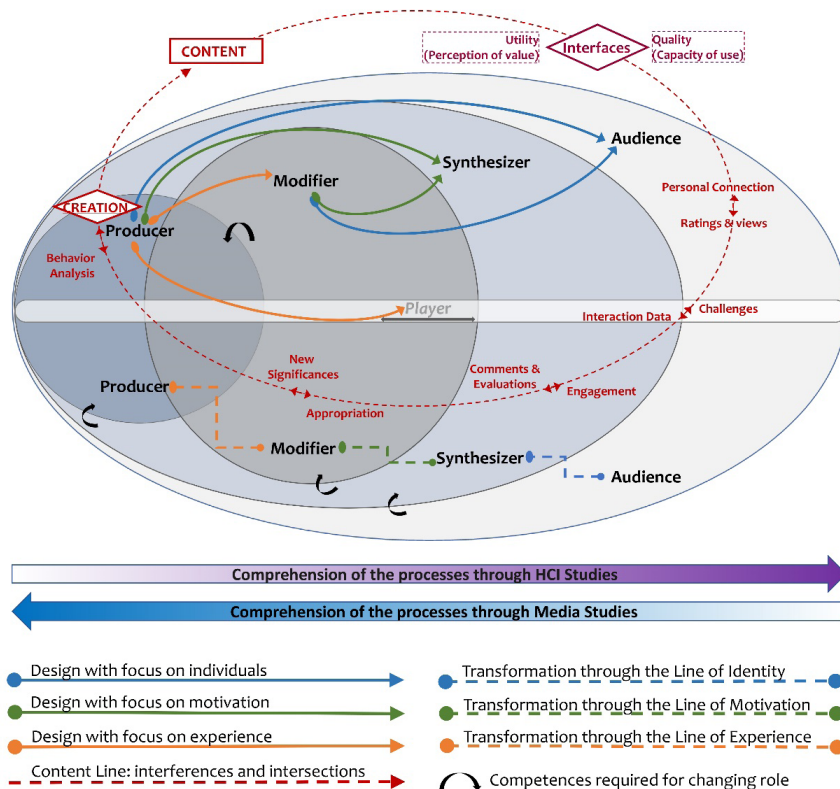 CONTENT
Utility
(Perception of value)
Interfaces
Quality
(Capacity of use)
Audience
Synthesizer
Modifier
Personal Connection
CREATION
Ratings & views
Producer
Behavior
Analysis
Player
Interaction Data
Challenges
New
Significances
Comments &
Evaluations
Engagement
Producer
Appropriation
Modifier
Synthesizer
Audience
Comprehension of the processes through HCI Studies
Comprehension of the processes through Media Studies
Design with focus on individuals
Transformation through the Line of Identity
Design with focus on motivation
Transformation through the Line of Motivation
Design with focus on experience
Transformation through the Line of Experience
Content Line: interferences and intersections
Competences required for changing role